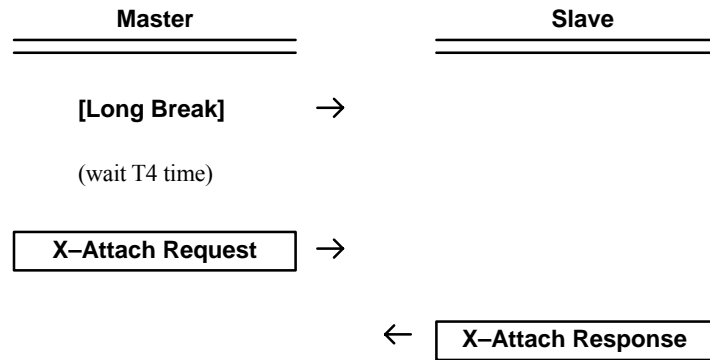 Master Slave
[Long Break] →
(wait T4 time)
X–Attach Request →
← X–Attach Response